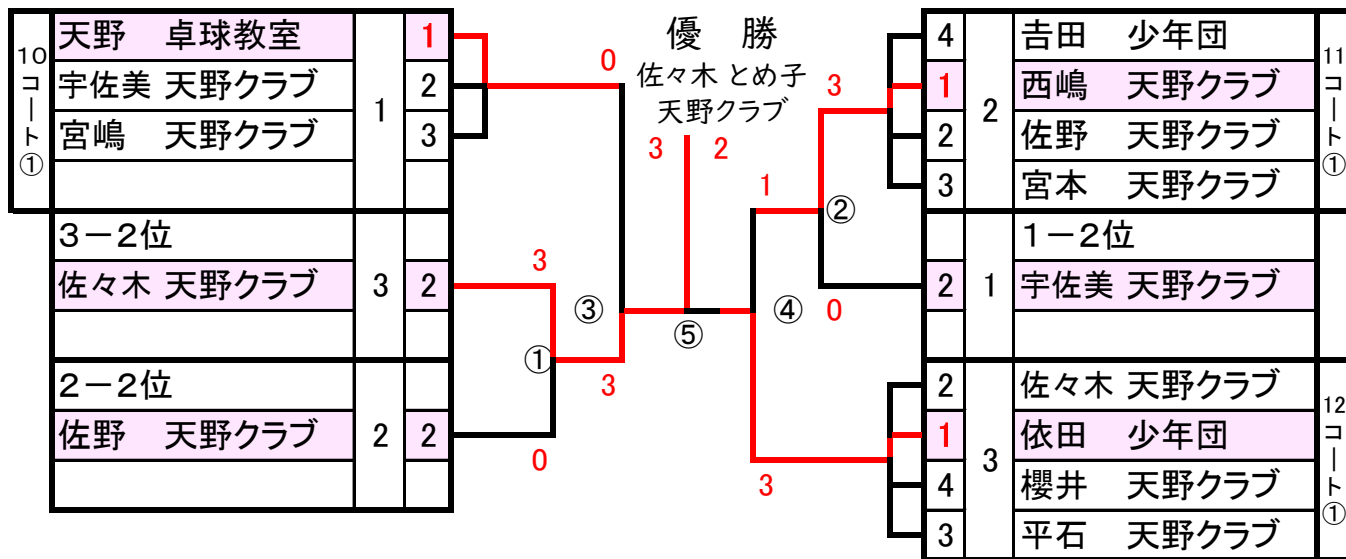 10コート①
天野 卓球教室 1 1
宇佐美 天野クラブ 2
宮嶋 天野クラブ 3
3－2位
佐々木 天野クラブ 3 2
2－2位
佐野 天野クラブ 2 2
0
3
③
①
3
0
優 勝
佐々木 とめ子
天野クラブ
3 2
⑤
3
1
②
④
0
3
4 吉田 少年団
1 西嶋 天野クラブ
2
2 佐野 天野クラブ
3 宮本 天野クラブ
11コート①
1－2位
2 1 宇佐美 天野クラブ
2 佐々木 天野クラブ
1 依田 少年団
3
4 櫻井 天野クラブ
3 平石 天野クラブ
12コート①